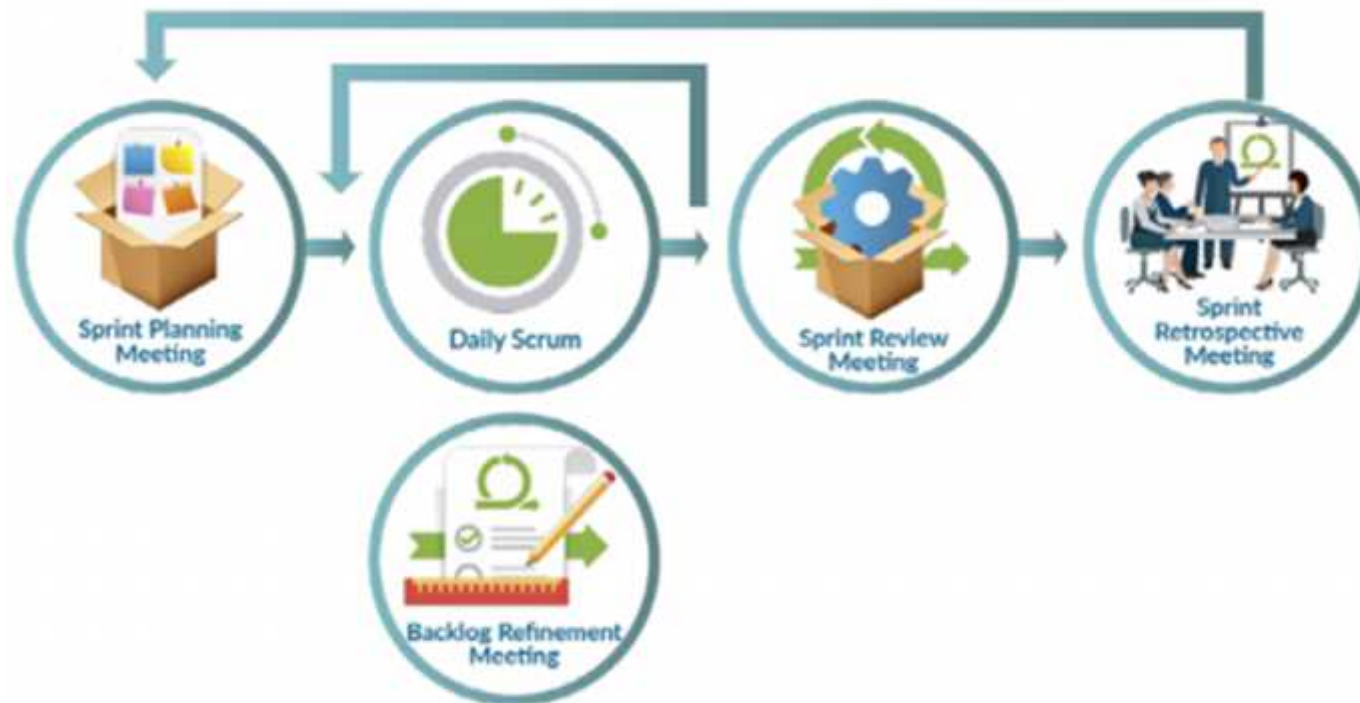 Sprint Planning
Meeting
Daily Scrum
Sprint Review
Meeting
Sprint
Retrospective
Meeting
Backlog Refinement
Meeting